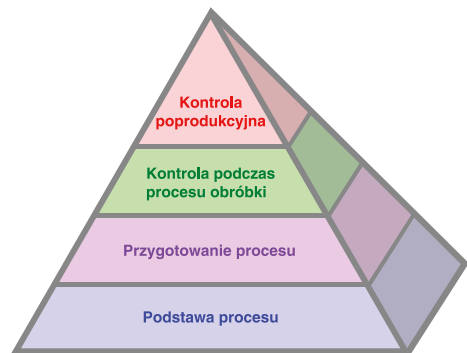 Kontrola
poprodukcyjna
Kontrola podczas
procesu obróbki
Przygotowanie procesu
Podstawa procesu